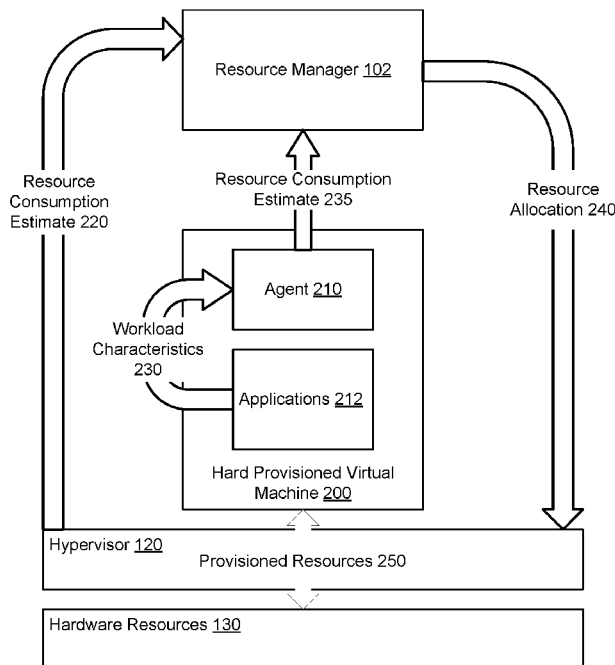 Resource Manager 102
Resource
Consumption
Estimate 220
Resource Consumption
Estimate 235
Resource
Allocation 240
Agent 210
Workload
Characteristics
230
Applications 212
Hard Provisioned Virtual
Machine 200
Hypervisor 120
Provisioned Resources 250
Hardware Resources 130